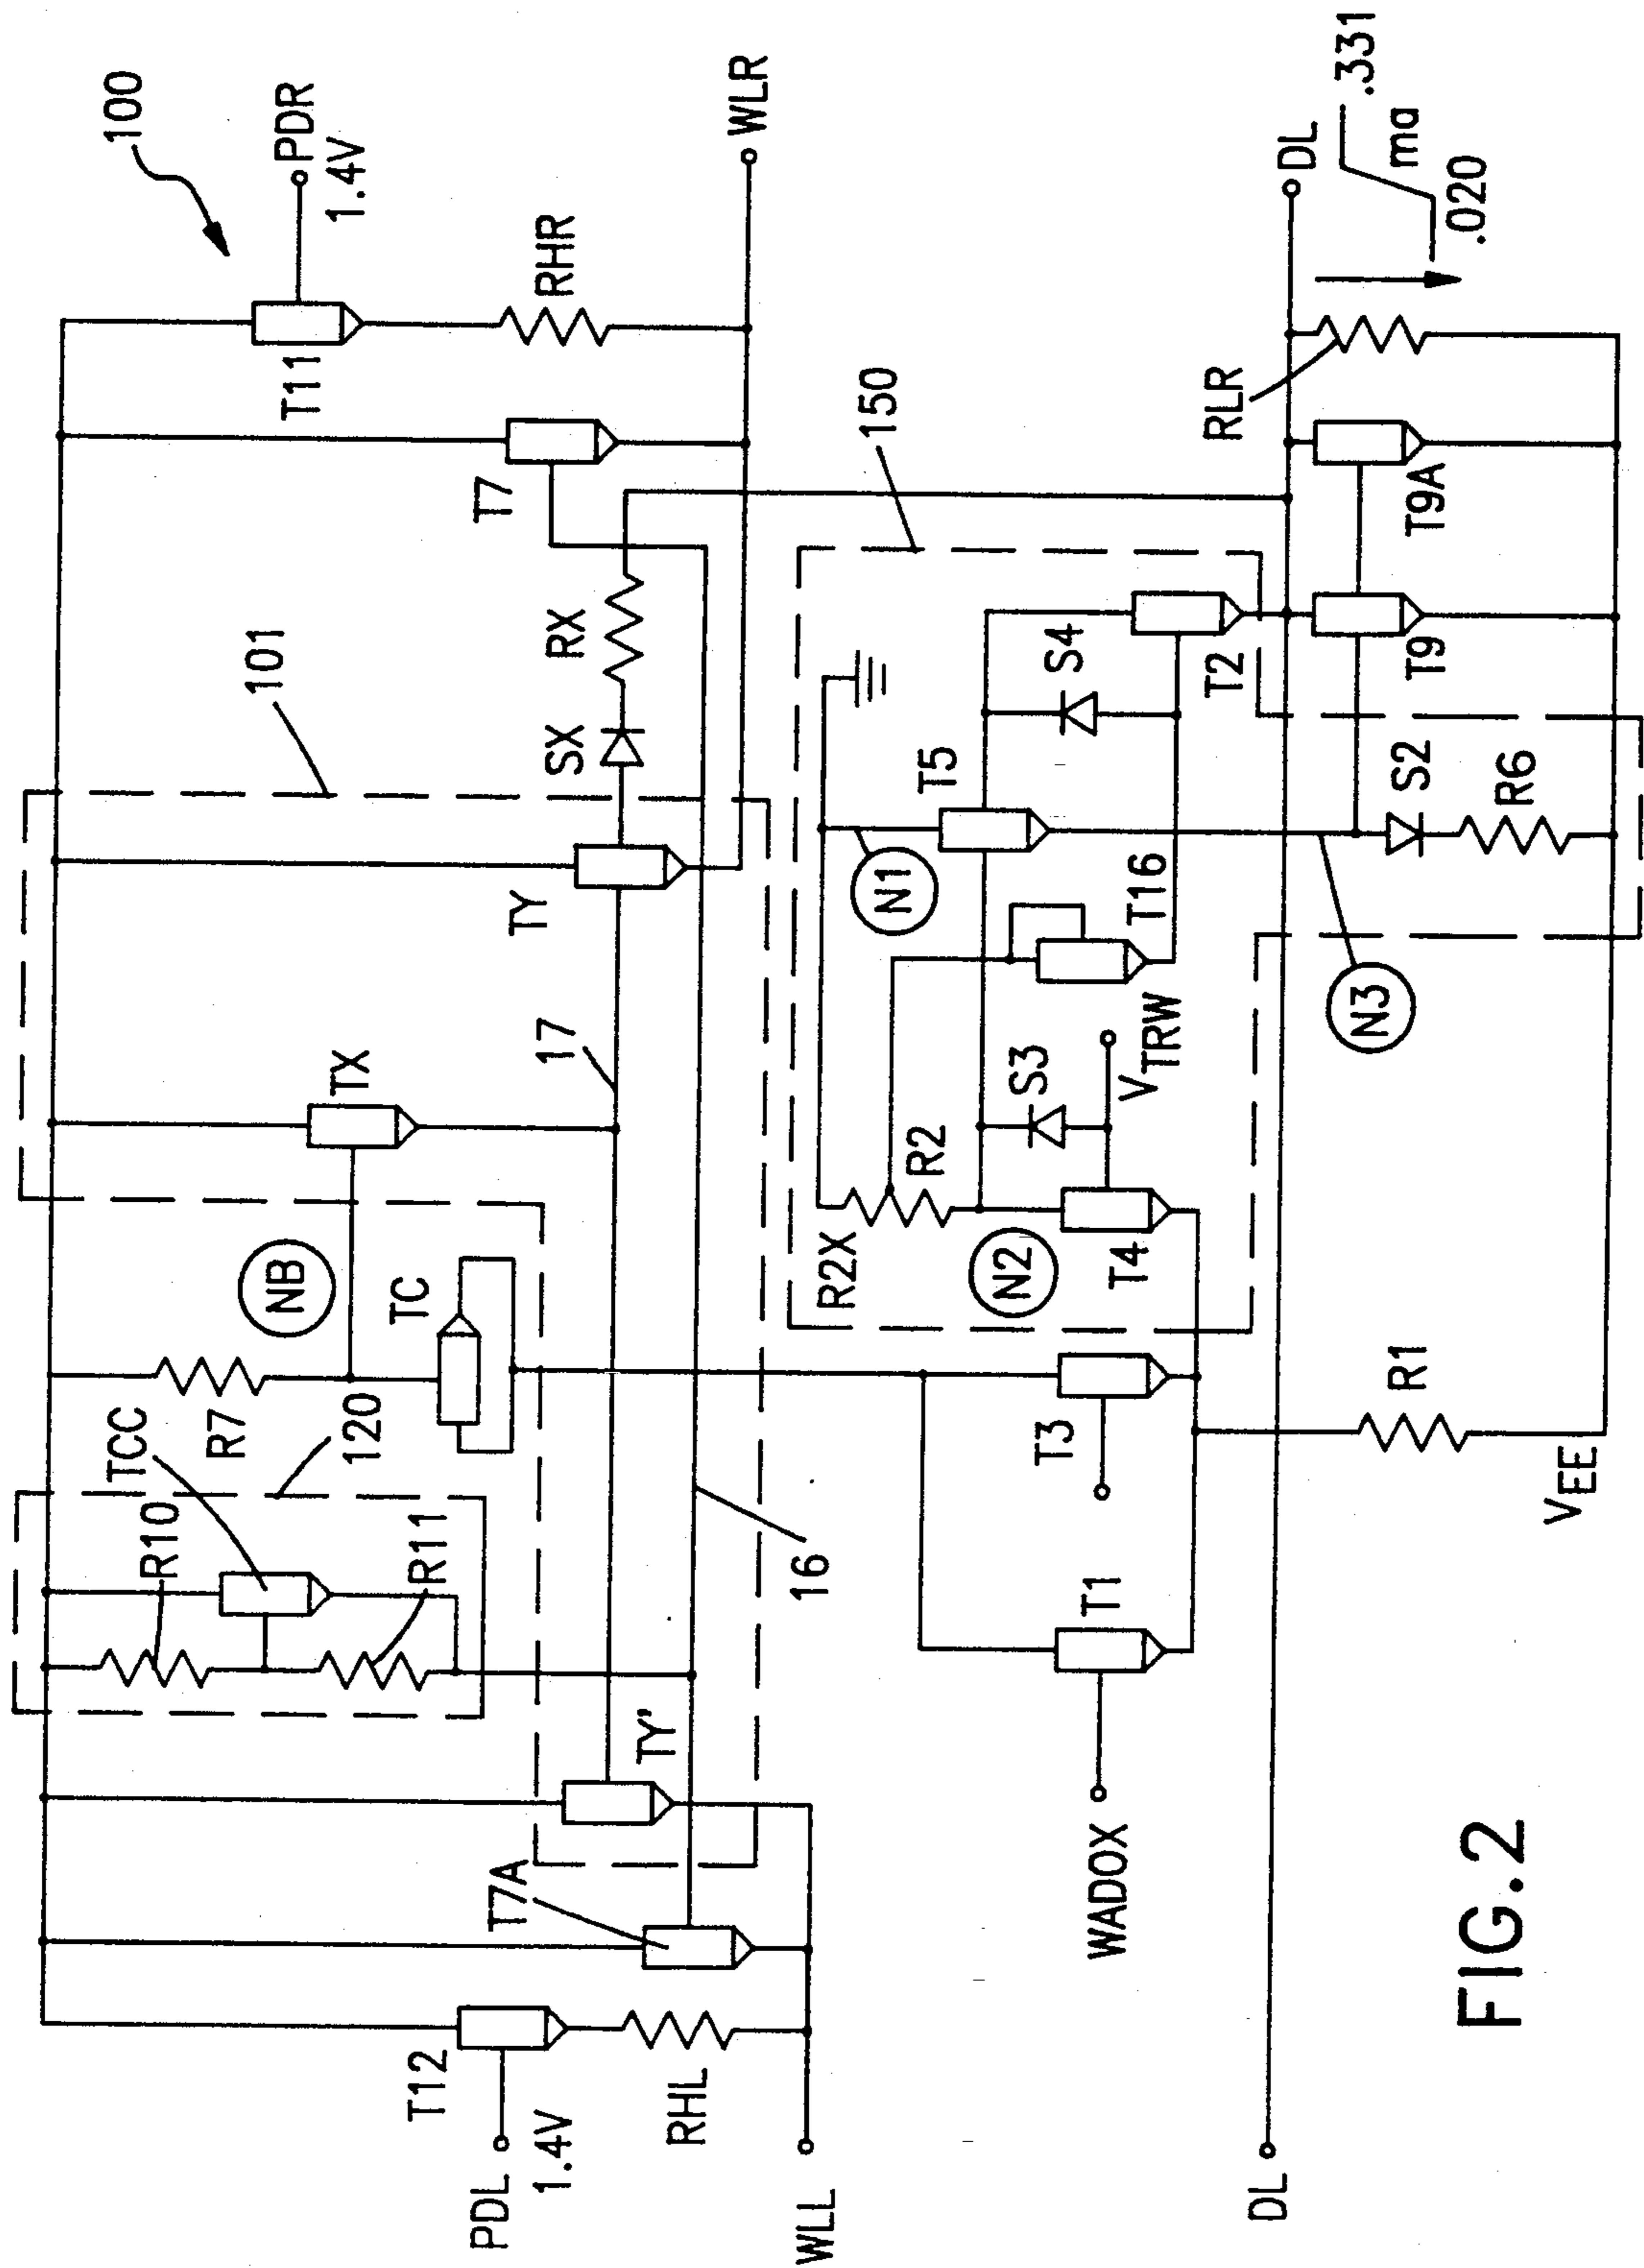 100
PDR
1.4V
T11
RHR
WLR
T7
101
SX
RX
TY
TX
17
NB
TC
R7
120
TCC
R10
R11
16
TY'
T7A
T12
PDL
1.4V
RHL
WLL
150
N1
T5
S4
T2
T16
VTRW
S3
R2
R2X
N2
T4
T3
T1
WADOX
R1
VEE
N3
S2
R6
T9
T9A
RLR
DL
.331
ma
.020
DL
FIG.2